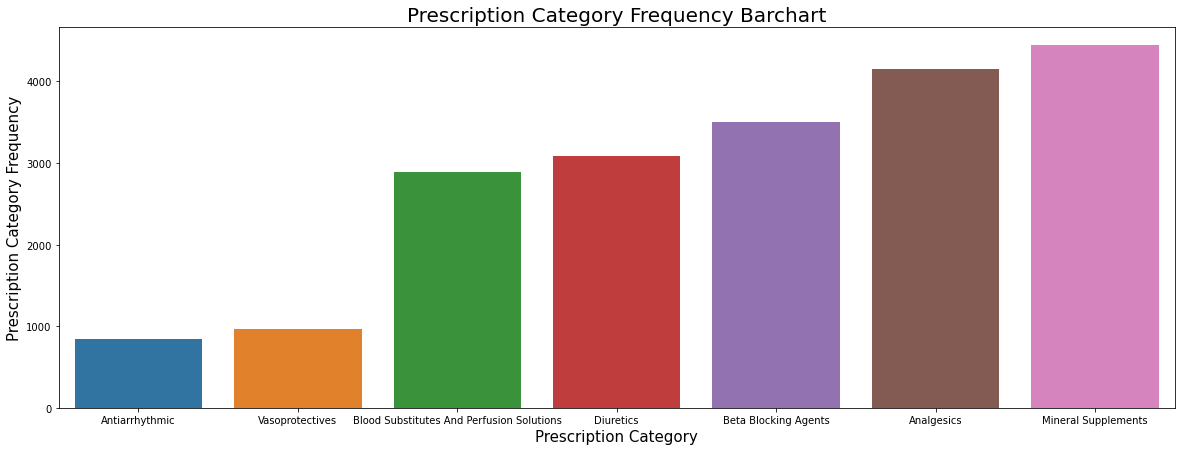 Prescription Category Frequency Barchart
Prescription Category Frequency
4000
3000
2000
1000
0
Antiarrhythmic
Vasoprotectives
Blood Substitutes And Perfusion Solutions
Diuretics
Beta Blocking Agents
Analgesics
Mineral Supplements
Prescription Category